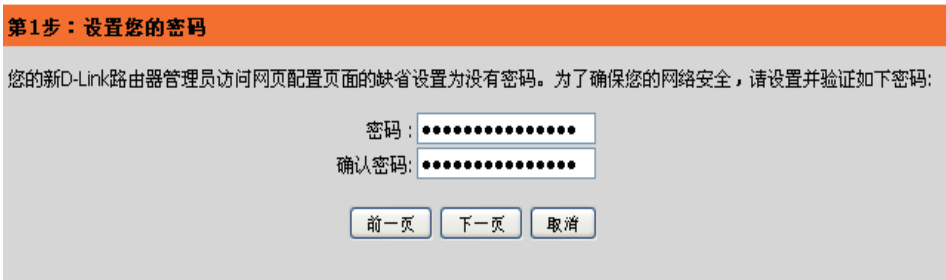 第1步：设置您的密码
您的新D-Link路由器管理员访问网页配置页面的缺省设置为没有密码。为了确保您的网络安全，请设置并验证如下密码:
密码 : ●●●●●●●●●●●●●●●
确认密码: ●●●●●●●●●●●●●●●
前一页 下一页 取消